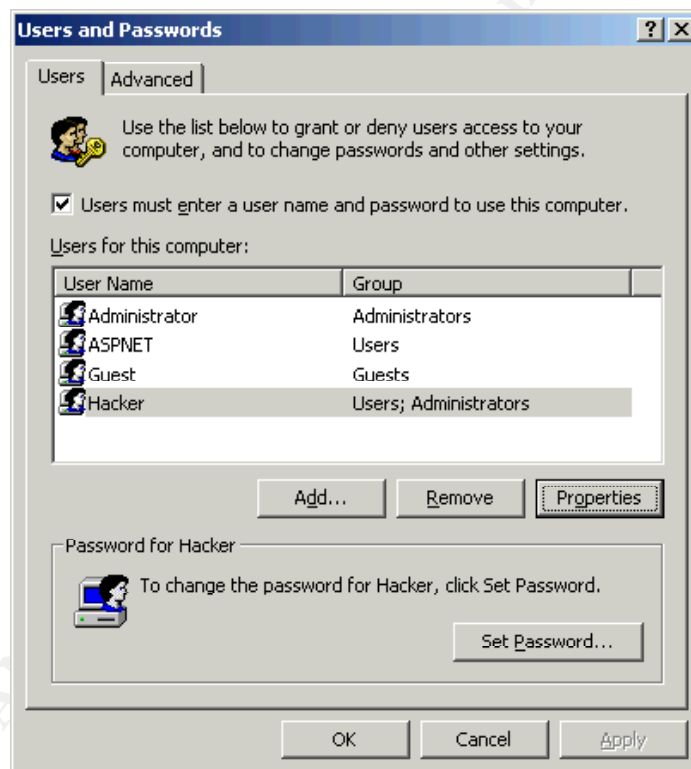 Users and Passwords
Users
Advanced
Use the list below to grant or deny users access to your
computer, and to change passwords and other settings.
Users must enter a user name and password to use this computer.
Users for this computer:
User Name Group
Administrator Administrators
ASPNET Users
Guest Guests
Hacker Users; Administrators
Add... Remove Properties
Password for Hacker
To change the password for Hacker, click Set Password.
Set Password...
OK Cancel Apply